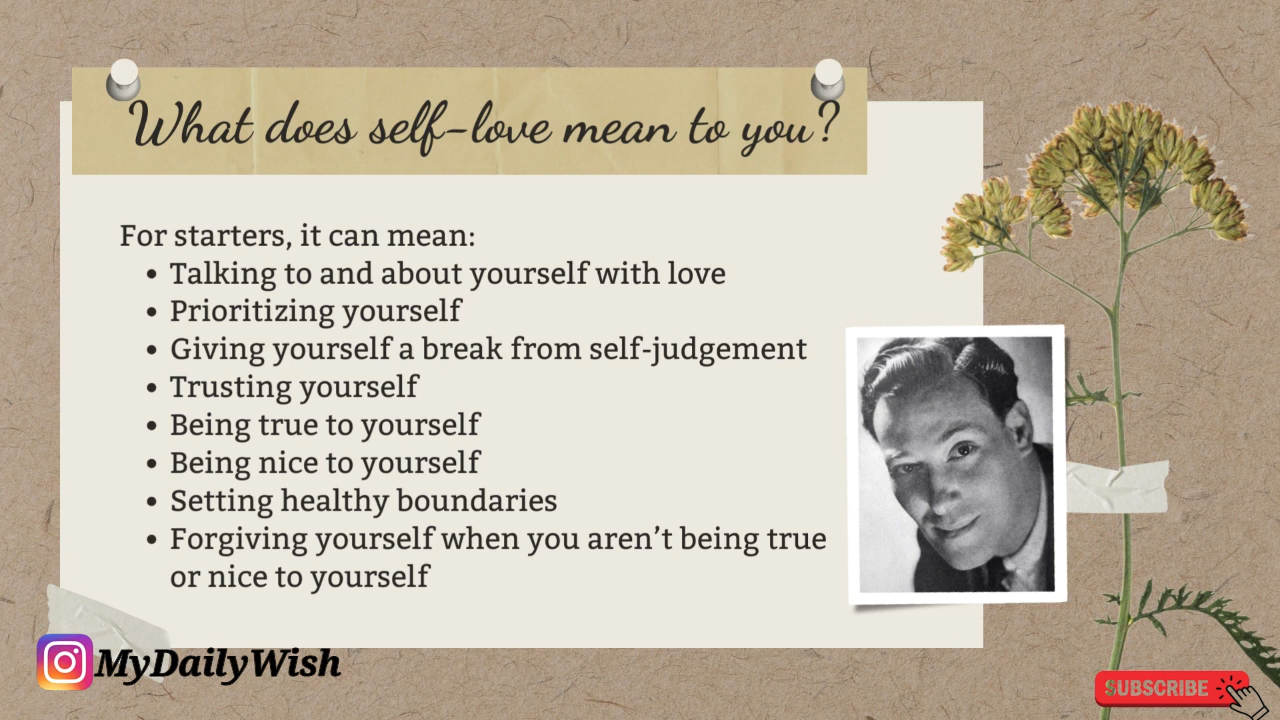 What does self-love mean to you?
For starters, it can mean:
• Talking to and about yourself with love
• Prioritizing yourself
• Giving yourself a break from self-judgement
• Trusting yourself
• Being true to yourself
• Being nice to yourself
• Setting healthy boundaries
• Forgiving yourself when you aren’t being true
or nice to yourself
MyDailyWish
SUBSCRIBE